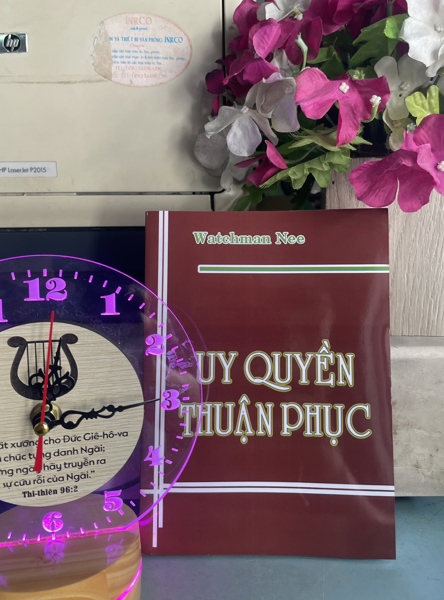 INRCO
hp
HP LaserJet P2015
Watchman Nee
UY QUYỀN
THUẬN PHỤC
12
1
2
3
4
5
6
xướng cho Đức Giê-hô-va
chúc tụng danh Ngài;
hãy truyền ra
sự cứu rỗi của Ngài.”
Thi-thiên 96:2